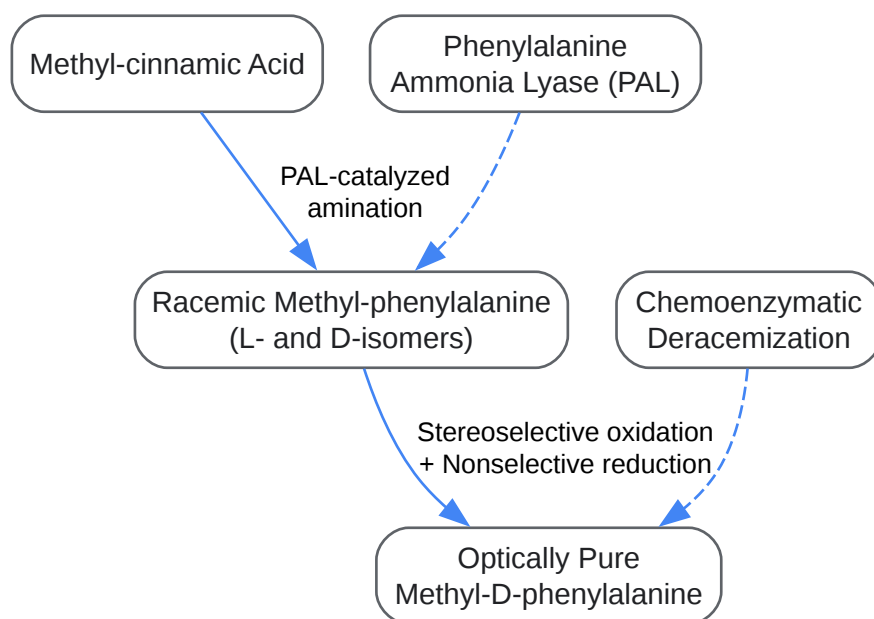 Methyl-cinnamic Acid
Phenylalanine
Ammonia Lyase (PAL)
PAL-catalyzed
amination
Racemic Methyl-phenylalanine
(L- and D-isomers)
Chemoenzymatic
Deracemization
Stereoselective oxidation
+ Nonselective reduction
Optically Pure
Methyl-D-phenylalanine